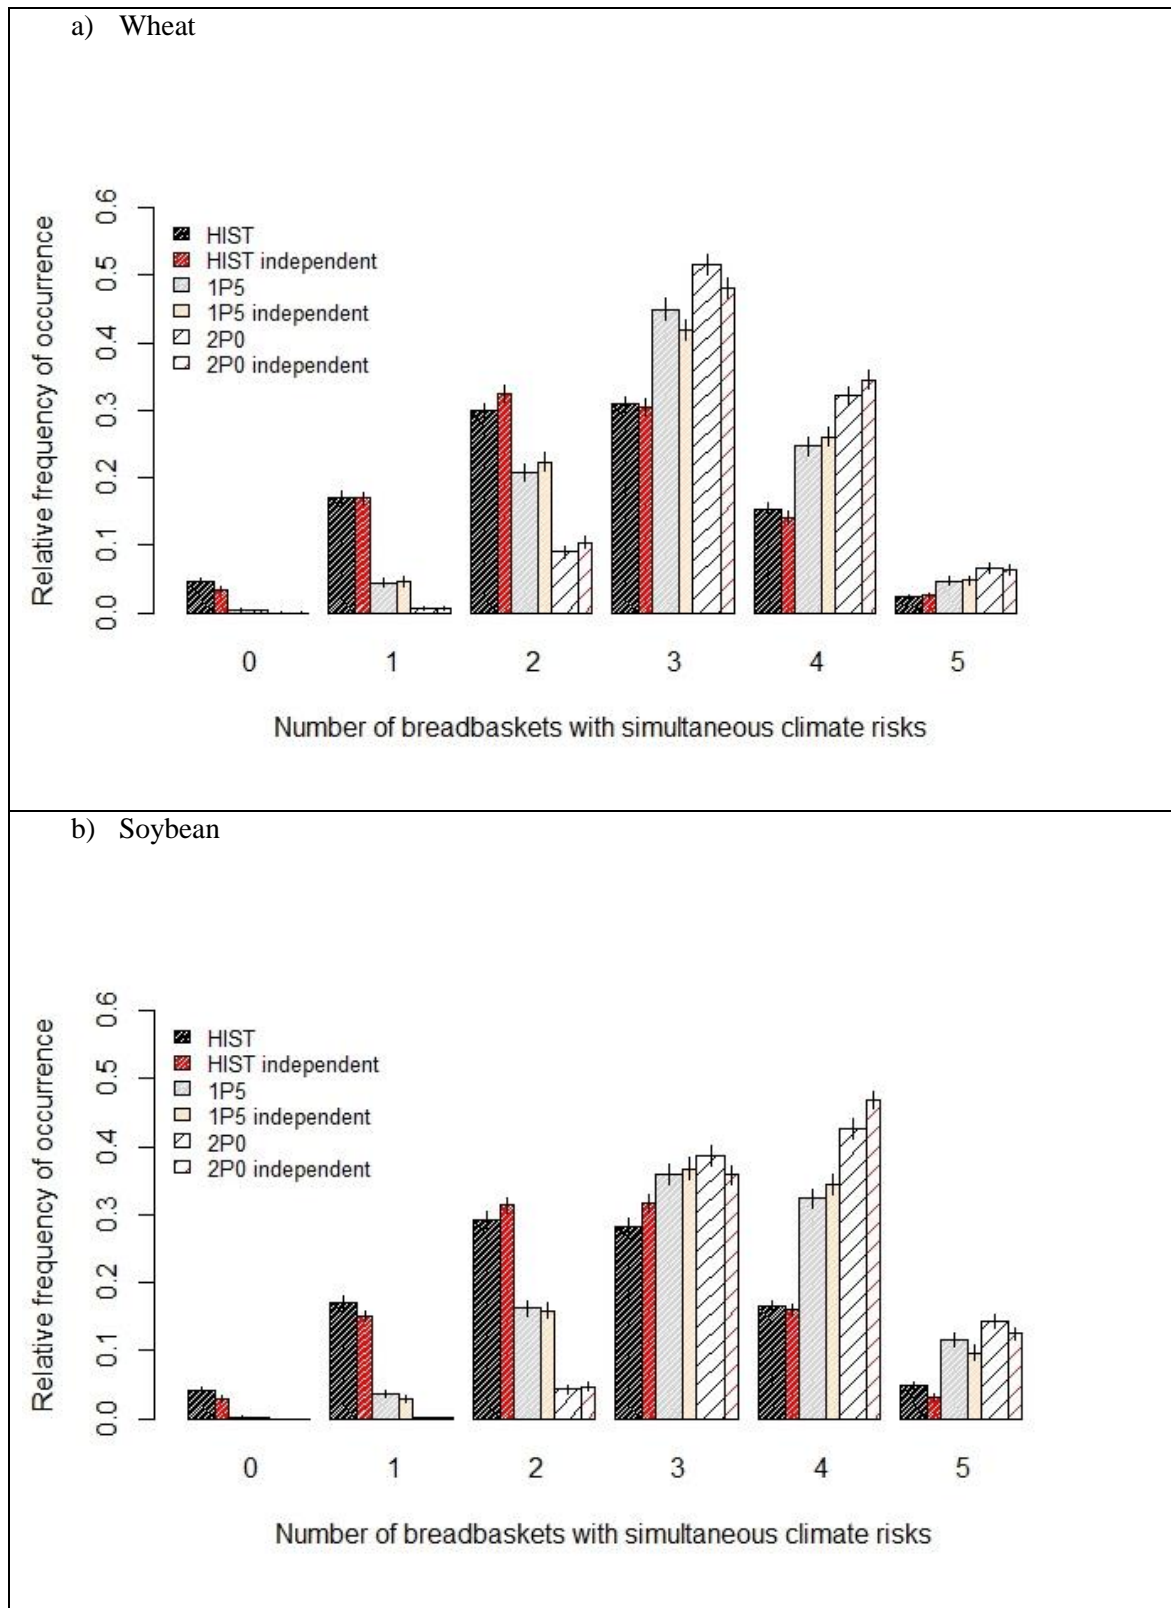 a) Wheat
Relative frequency of occurrence
0.0 0.1 0.2 0.3 0.4 0.5 0.6
HIST
HIST independent
1P5
1P5 independent
2P0
2P0 independent
0 1 2 3 4 5
Number of breadbaskets with simultaneous climate risks
b) Soybean
Relative frequency of occurrence
0.0 0.1 0.2 0.3 0.4 0.5 0.6
HIST
HIST independent
1P5
1P5 independent
2P0
2P0 independent
0 1 2 3 4 5
Number of breadbaskets with simultaneous climate risks